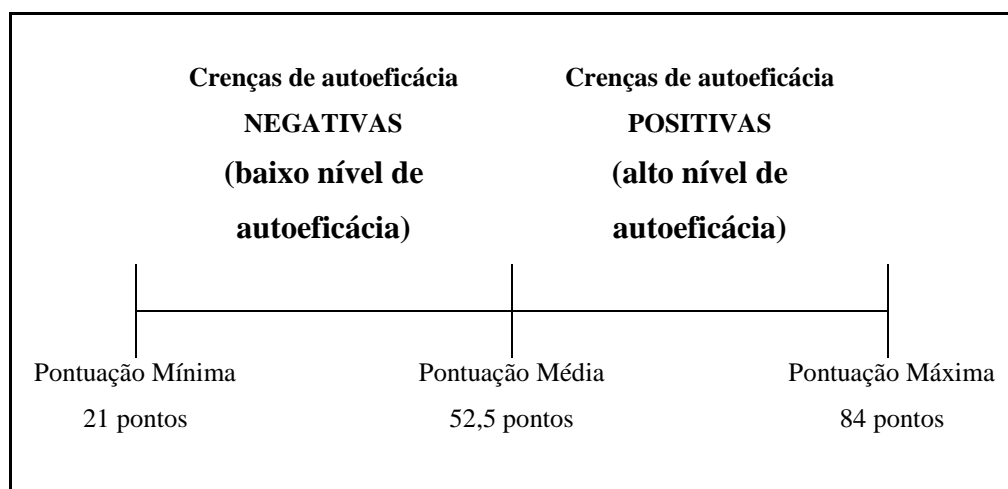 Crenças de autoeficácia
NEGATIVAS
(baixo nível de
autoeficácia)
Crenças de autoeficácia
POSITIVAS
(alto nível de
autoeficácia)
Pontuação Mínima
21 pontos
Pontuação Média
52,5 pontos
Pontuação Máxima
84 pontos